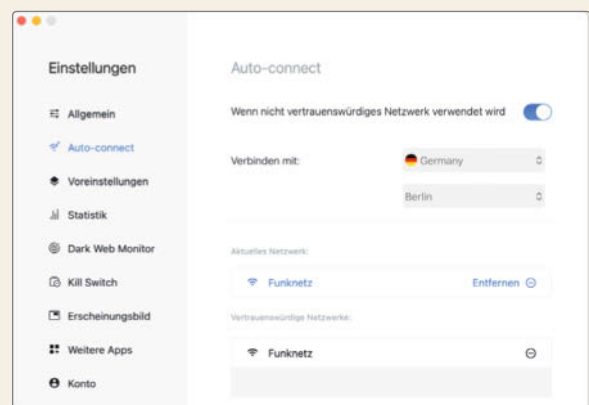 Einstellungen
Allgemein
Auto-connect
Voreinstellungen
Statistik
Dark Web Monitor
Kill Switch
Erscheinungsbild
Weitere Apps
Konto
Auto-connect
Wenn nicht vertrauenswürdiges Netzwerk verwendet wird
Verbinden mit:
Germany
Berlin
Aktuelles Netzwerk:
Funknetz Entfernen
Vertrauenswürdige Netzwerke:
Funknetz